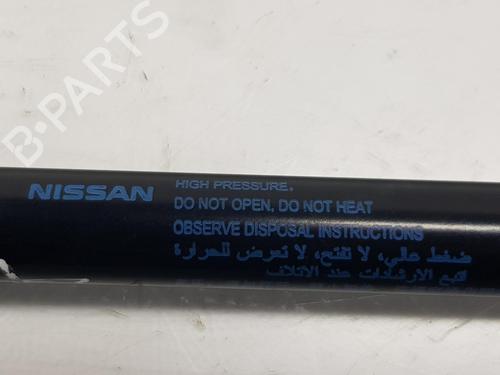 B-PARTS
NISSAN
HIGH PRESSURE.
DO NOT OPEN, DO NOT HEAT
OBSERVE DISPOSAL INSTRUCTIONS
ضغط عالي، لا تفتح، لا تعرض للحرارة
اتبع الارشادات عند الاتلاف